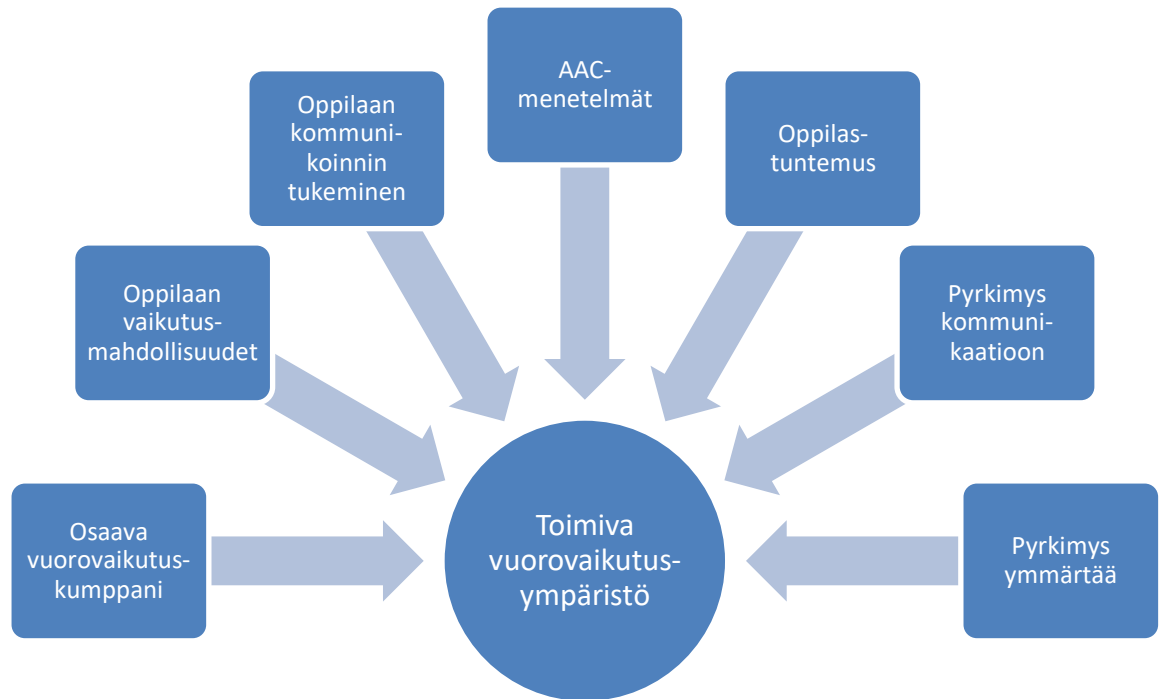 AAC-
menetelmät
Oppilaan
kommuni-
koinnin
tukeminen
Oppilas-
tuntemus
Oppilaan
vaikutus-
mahdollisuudet
Pyrkimys
kommuni-
kaatioon
Osaava
vuorovaikutus-
kumppani
Toimiva
vuorovaikutus-
ympäristö
Pyrkimys
ymmärtää